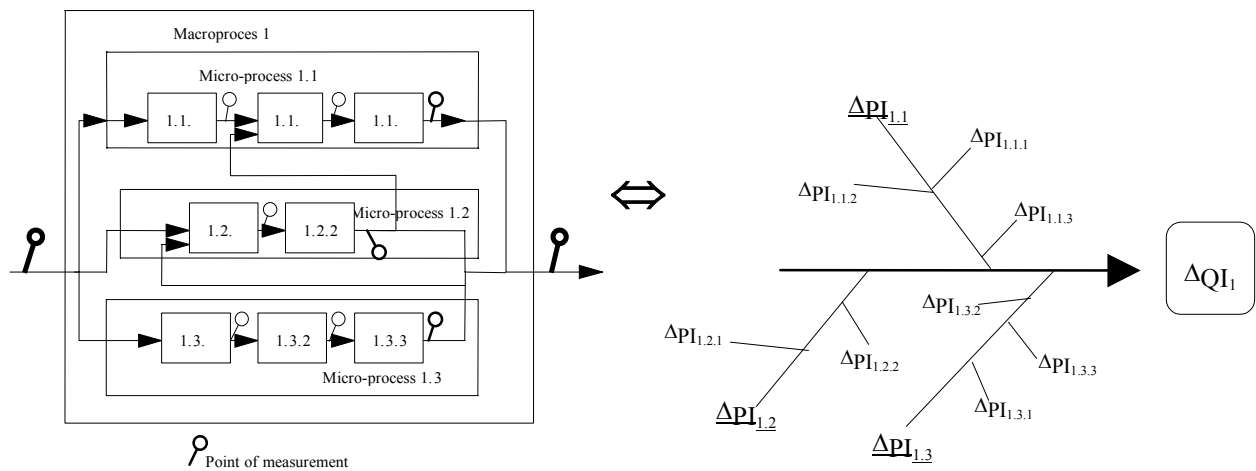 Macroproces 1
Micro-process 1.1
1.1.
1.1.
1.1.
Micro-process 1.2
1.2.
1.2.2
1.3.
1.3.2
1.3.3
Micro-process 1.3
Point of measurement
ΔPI1.1
ΔPI1.1.1
ΔPI1.1.2
ΔPI1.1.3
ΔQI1
ΔPI1.3.2
ΔPI1.2.1
ΔPI1.2.2
ΔPI1.3.3
ΔPI1.3.1
ΔPI1.2
ΔPI1.3